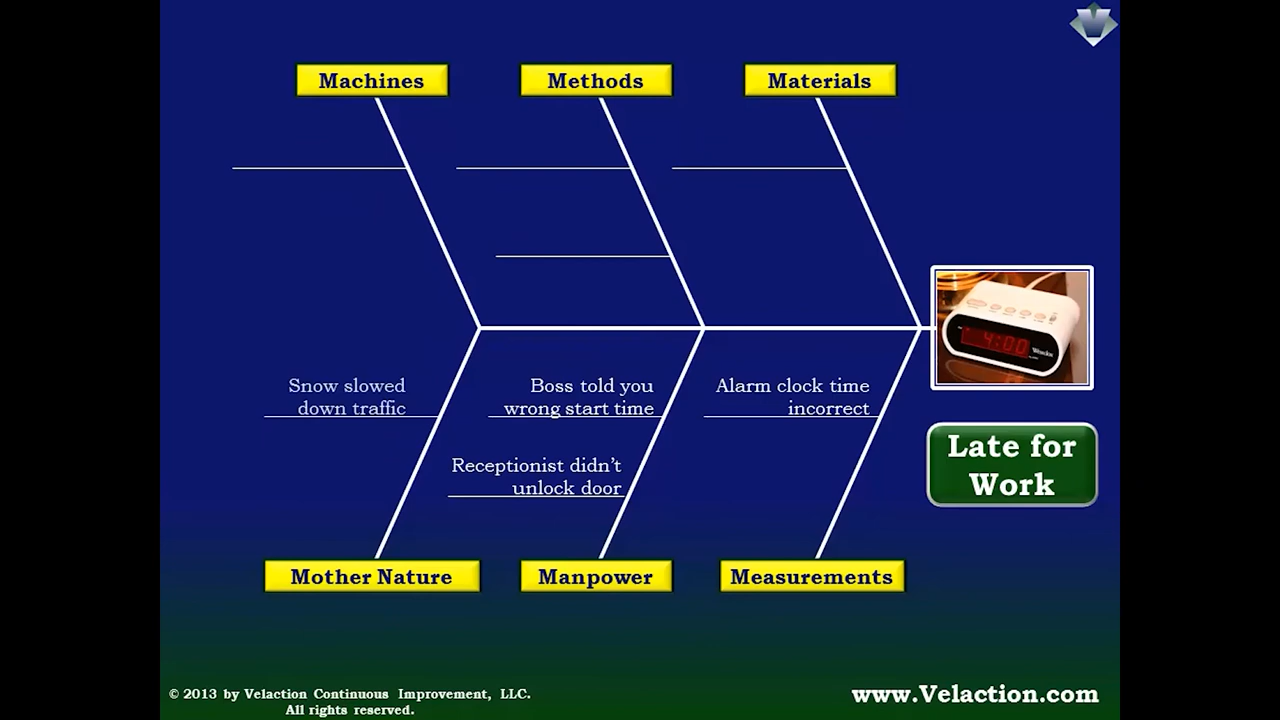 Machines
Methods
Materials
4:00
Snow slowed
down traffic
Boss told you
wrong start time
Alarm clock time
incorrect
Receptionist didn't
unlock door
Late for
Work
Mother Nature
Manpower
Measurements
© 2013 by Velaction Continuous Improvement, LLC.
All rights reserved.
www.Velaction.com